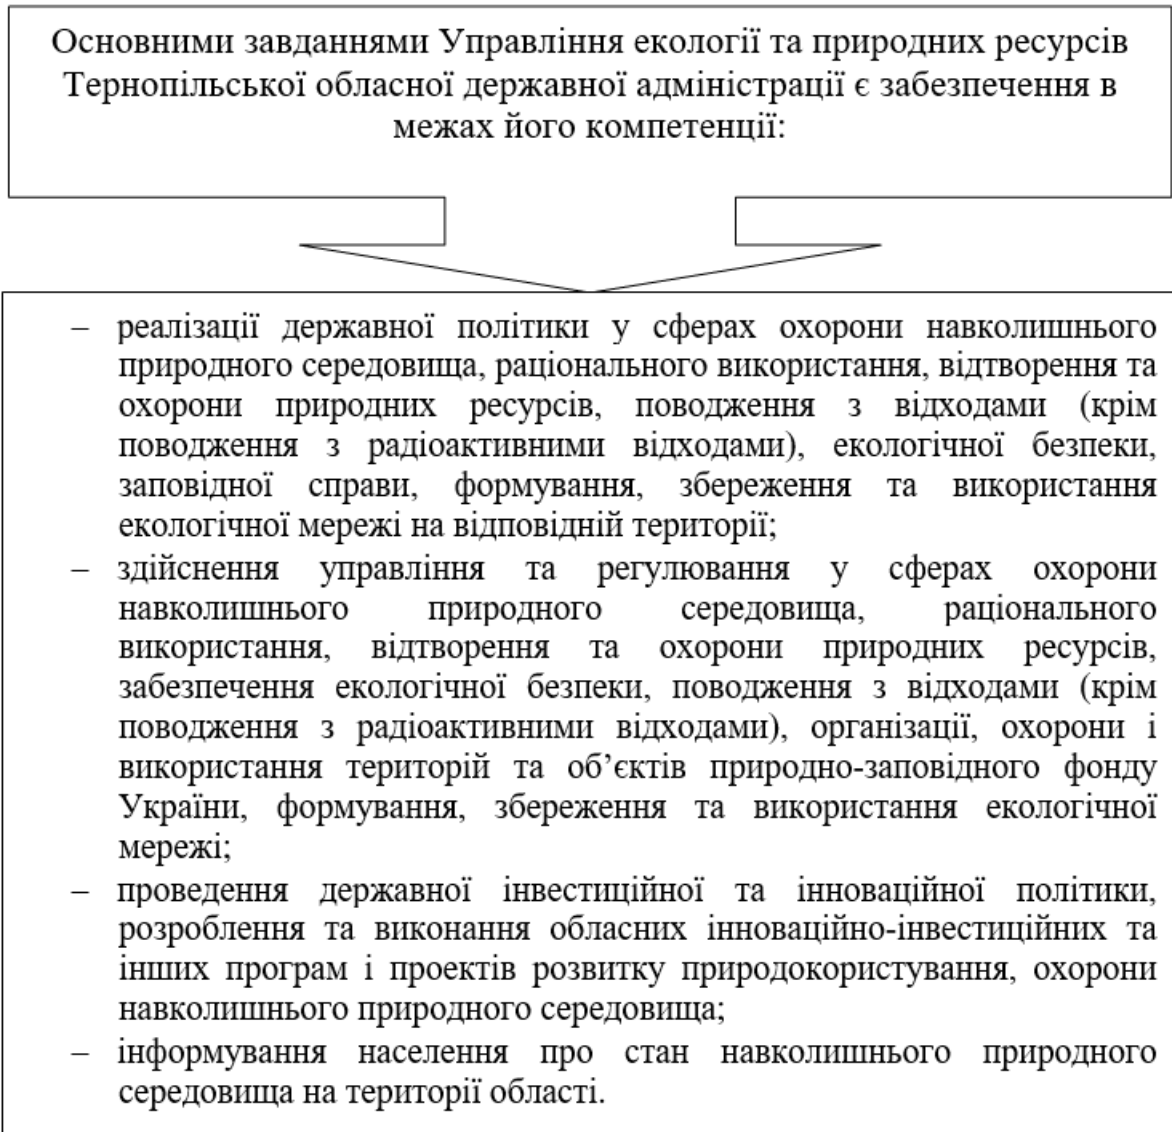 Основними завданнями Управління екології та природних ресурсів
Тернопільської обласної державної адміністрації є забезпечення в
межах його компетенції:
– реалізації державної політики у сферах охорони навколишнього
природного середовища, раціонального використання, відтворення та
охорони природних ресурсів, поводження з відходами (крім
поводження з радіоактивними відходами), екологічної безпеки,
заповідної справи, формування, збереження та використання
екологічної мережі на відповідній території;
– здійснення управління та регулювання у сферах охорони
навколишнього природного середовища, раціонального
використання, відтворення та охорони природних ресурсів,
забезпечення екологічної безпеки, поводження з відходами (крім
поводження з радіоактивними відходами), організації, охорони і
використання територій та об’єктів природно-заповідного фонду
України, формування, збереження та використання екологічної
мережі;
– проведення державної інвестиційної та інноваційної політики,
розроблення та виконання обласних інноваційно-інвестиційних та
інших програм і проектів розвитку природокористування, охорони
навколишнього природного середовища;
– інформування населення про стан навколишнього природного
середовища на території області.